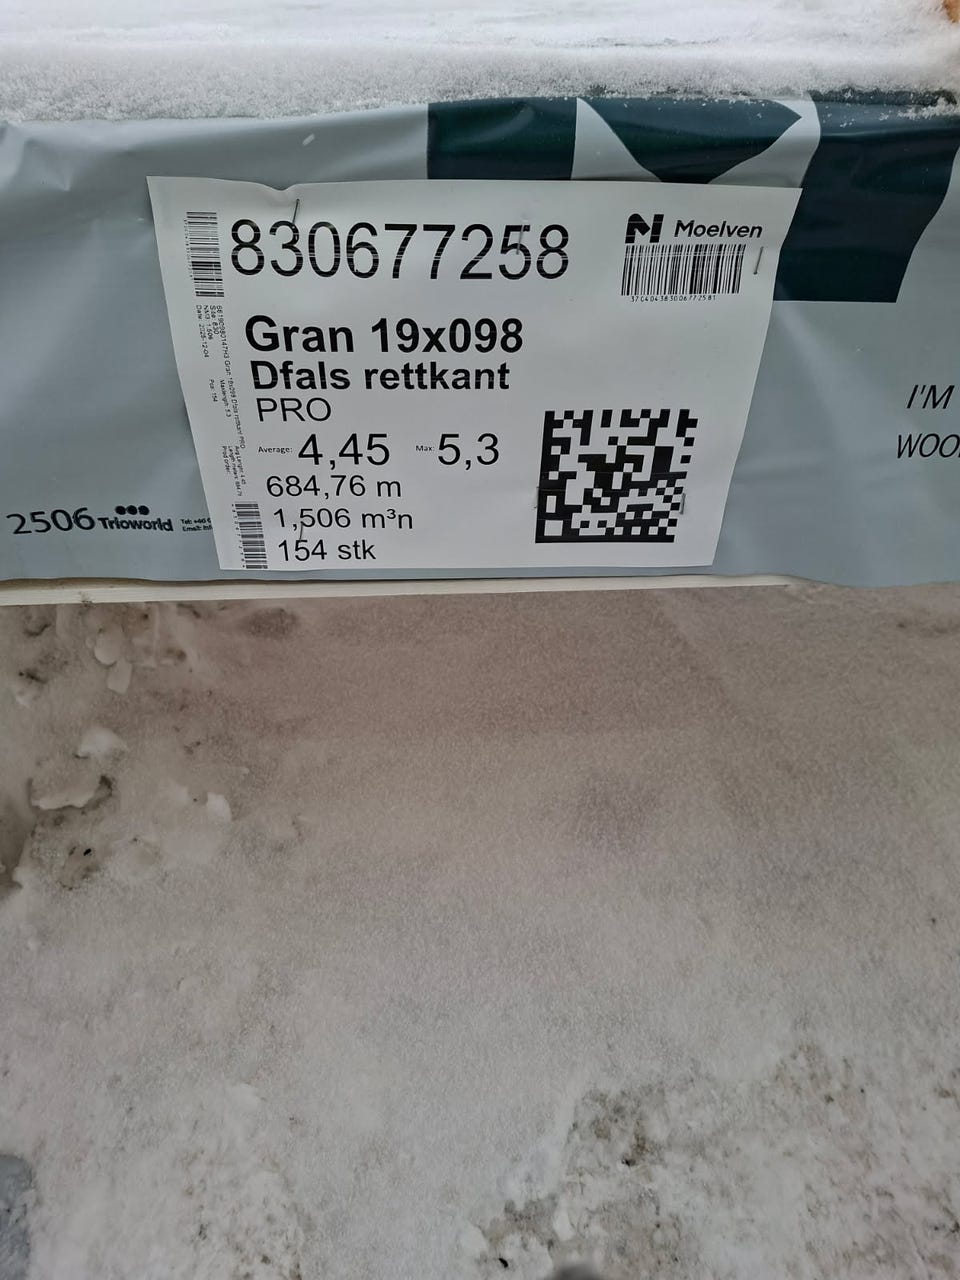 830677258
Moelven
Gran 19x098
Dfals rettkant
PRO
Average: 4,45 Max: 5,3
684,76 m
1,506 m³n
154 stk
2506 Trioworld
I'M
WOO